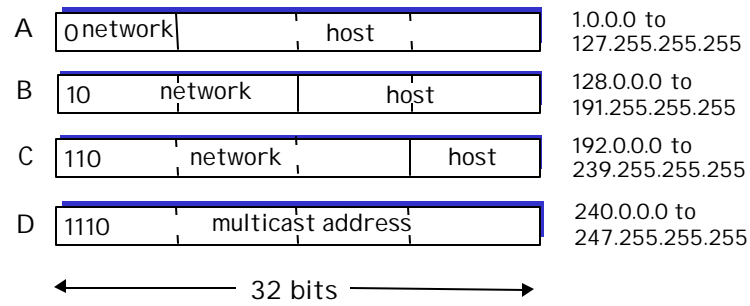 A 0 network host 1.0.0.0 to
127.255.255.255
B 10 network host 128.0.0.0 to
191.255.255.255
C 110 network host 192.0.0.0 to
239.255.255.255
D 1110 multicast address 240.0.0.0 to
247.255.255.255
32 bits